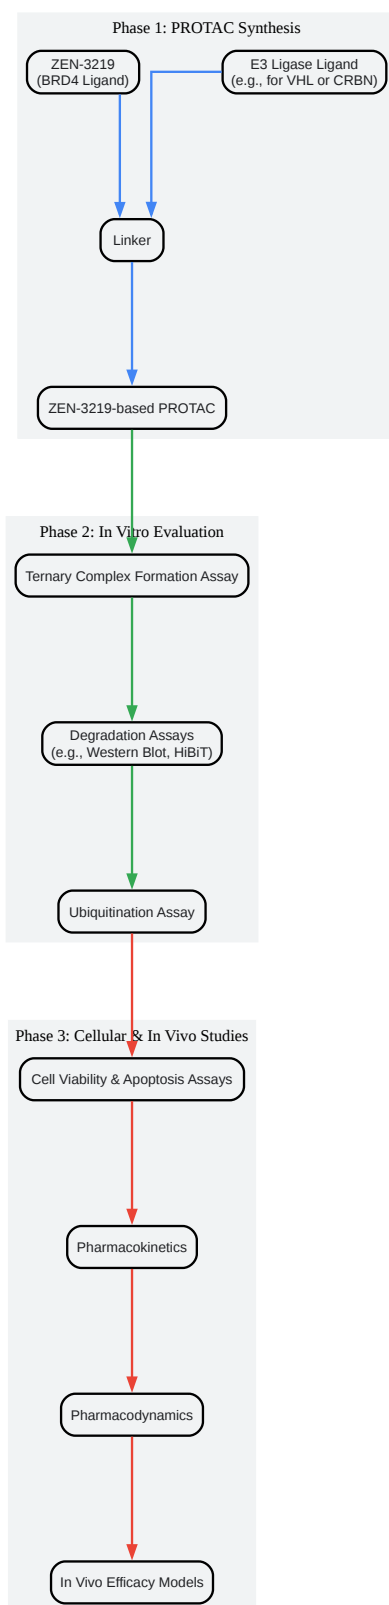 Phase 1: PROTAC Synthesis
ZEN-3219
(BRD4 Ligand)
E3 Ligase Ligand
(e.g., for VHL or CRBN)
Linker
ZEN-3219-based PROTAC
Phase 2: In Vitro Evaluation
Ternary Complex Formation Assay
Degradation Assays
(e.g., Western Blot, HiBiT)
Ubiquitination Assay
Phase 3: Cellular & In Vivo Studies
Cell Viability & Apoptosis Assays
Pharmacokinetics
Pharmacodynamics
In Vivo Efficacy Models